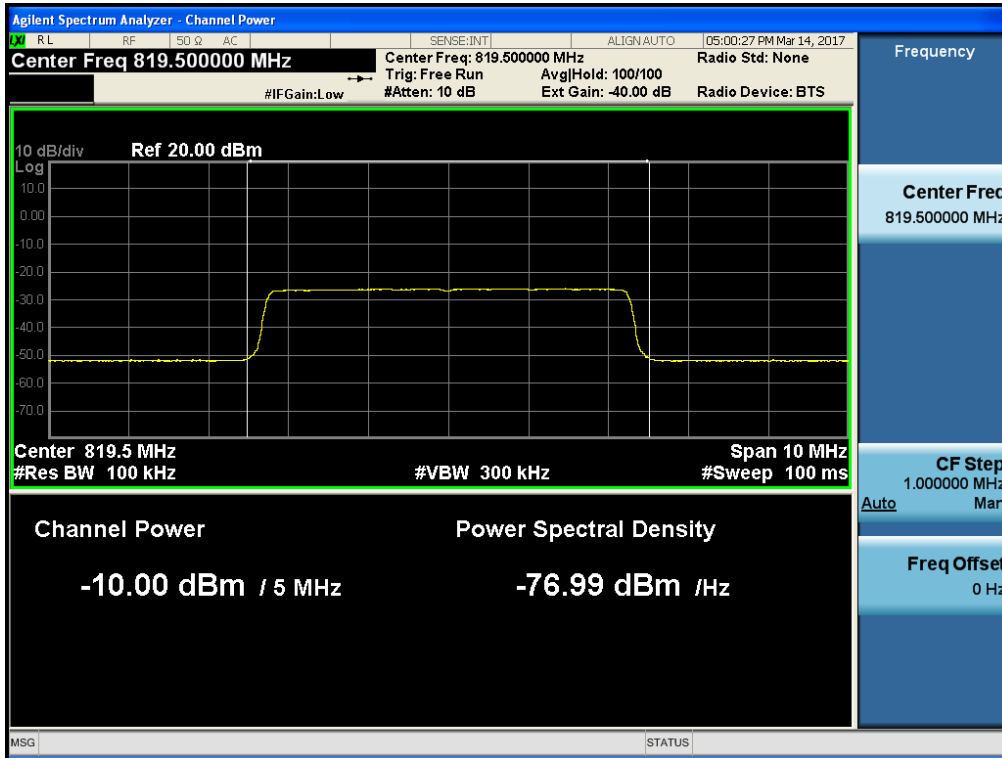 Agilent Spectrum Analyzer - Channel Power
LXI RL RF 50 Ω AC SENSE:INT ALIGN AUTO 05:00:27 PM Mar 14, 2017
Center Freq 819.500000 MHz
Center Freq: 819.500000 MHz Radio Std: None
Trig: Free Run Avg|Hold: 100/100
#IFGain:Low #Atten: 10 dB Ext Gain: -40.00 dB Radio Device: BTS
10 dB/div Ref 20.00 dBm
Log
10.0
0.00
-10.0
-20.0
-30.0
-40.0
-50.0
-60.0
-70.0
Center 819.5 MHz Span 10 MHz
#Res BW 100 kHz #VBW 300 kHz #Sweep 100 ms
Channel Power Power Spectral Density
-10.00 dBm / 5 MHz -76.99 dBm /Hz
MSG STATUS
Frequency
Center Freq
819.500000 MHz
CF Step
1.000000 MHz
Auto Man
Freq Offset
0 Hz